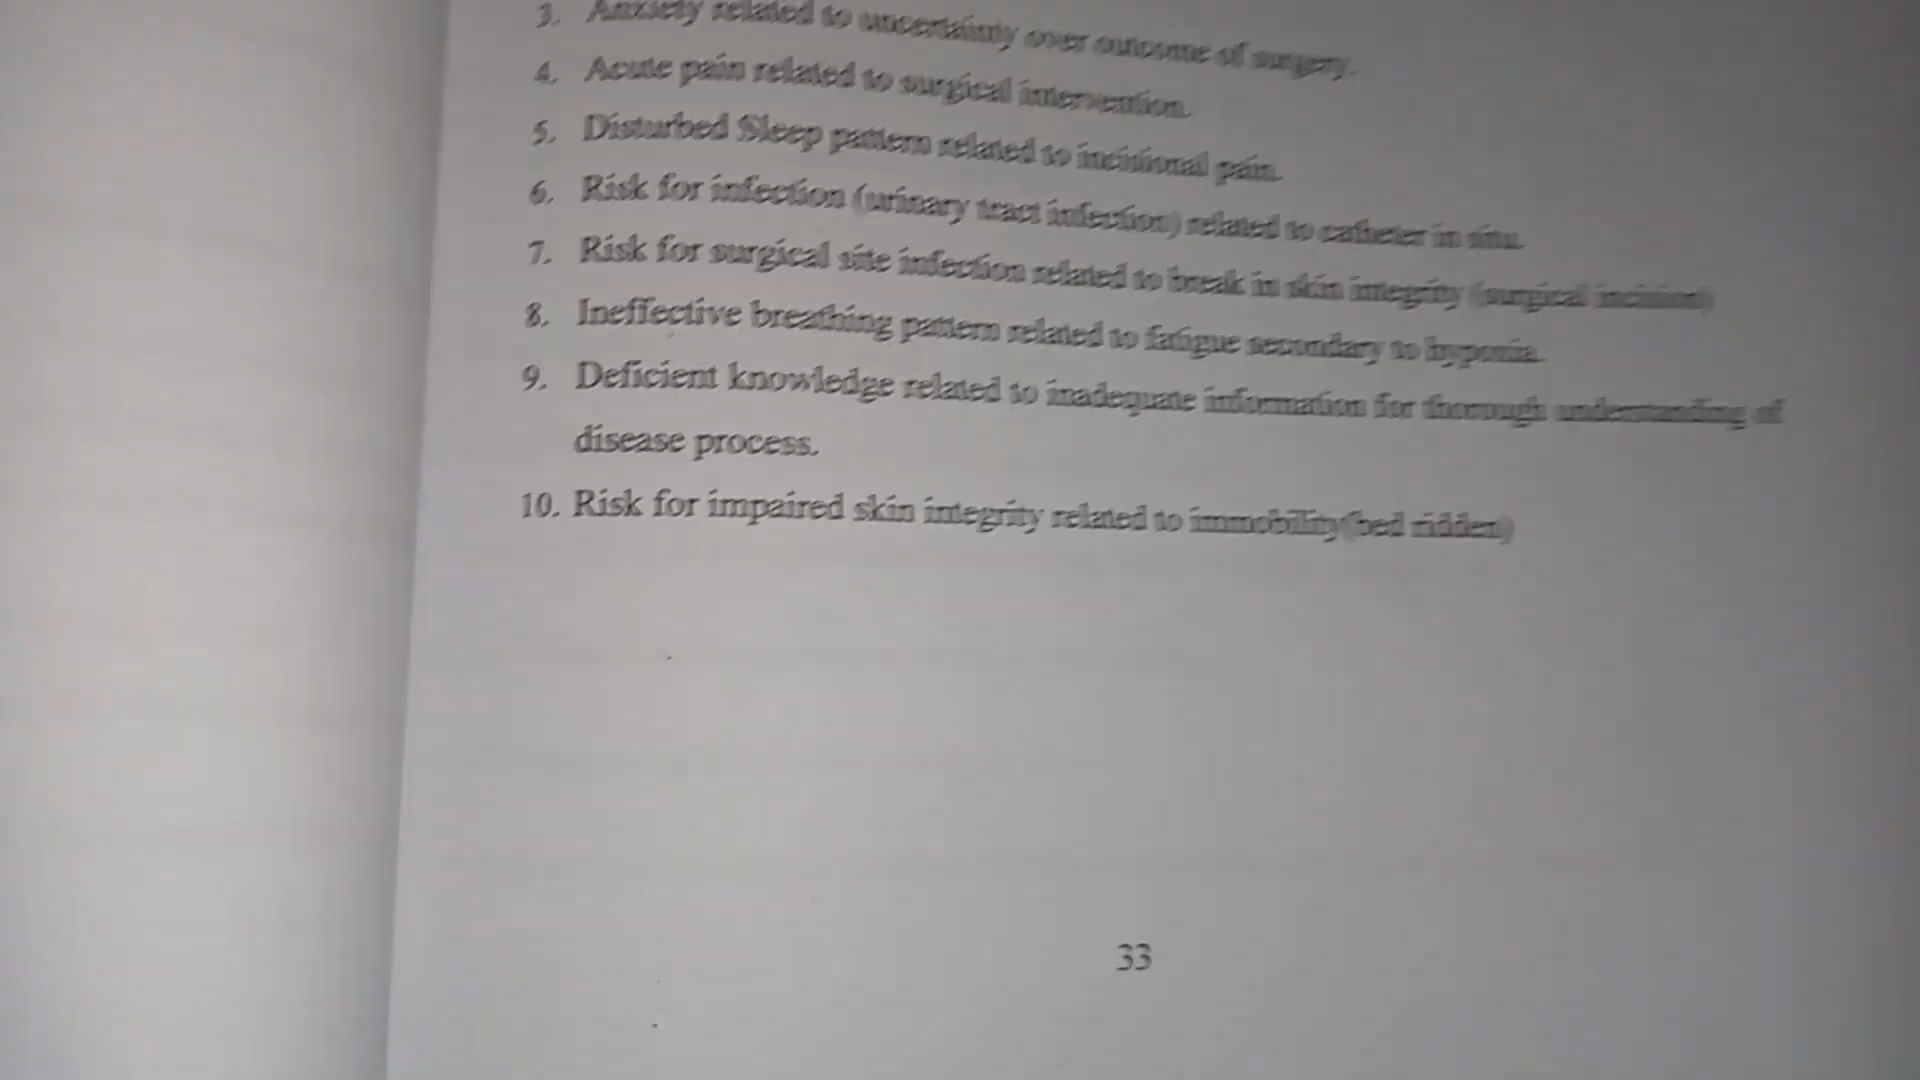 3. Anxiety related to uncertainty over outcome of surgery.
4. Acute pain related to surgical intervention.
5. Disturbed Sleep pattern related to incisional pain.
6. Risk for infection (urinary tract infection) related to catheter in situ.
7. Risk for surgical site infection related to break in skin integrity (surgical incision)
8. Ineffective breathing pattern related to fatigue secondary to hypoxia.
9. Deficient knowledge related to inadequate information for thorough understanding of
disease process.
10. Risk for impaired skin integrity related to immobility(bed ridden)
33